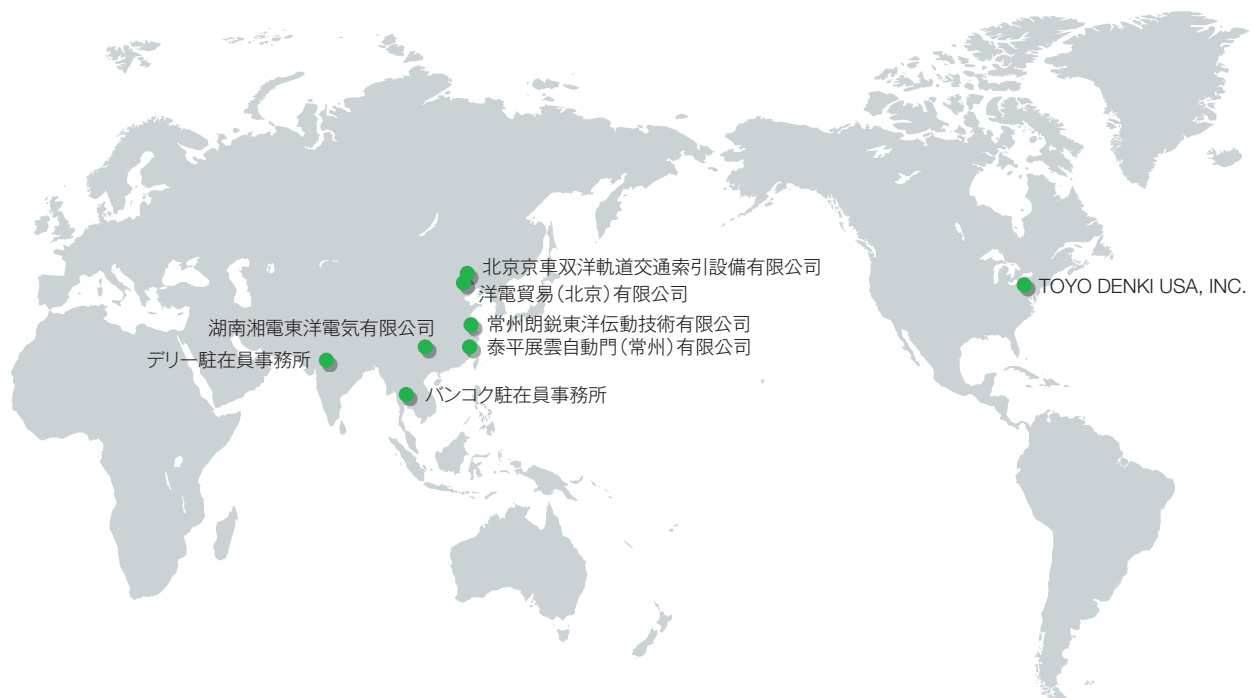 北京京車双洋軌道交通索引設備有限公司
洋電貿易（北京）有限公司
TOYO DENKI USA, INC.
常州朗鋭東洋伝動技術有限公司
湖南湘電東洋電気有限公司
泰平展雲自動門（常州）有限公司
デリー駐在員事務所
バンコク駐在員事務所